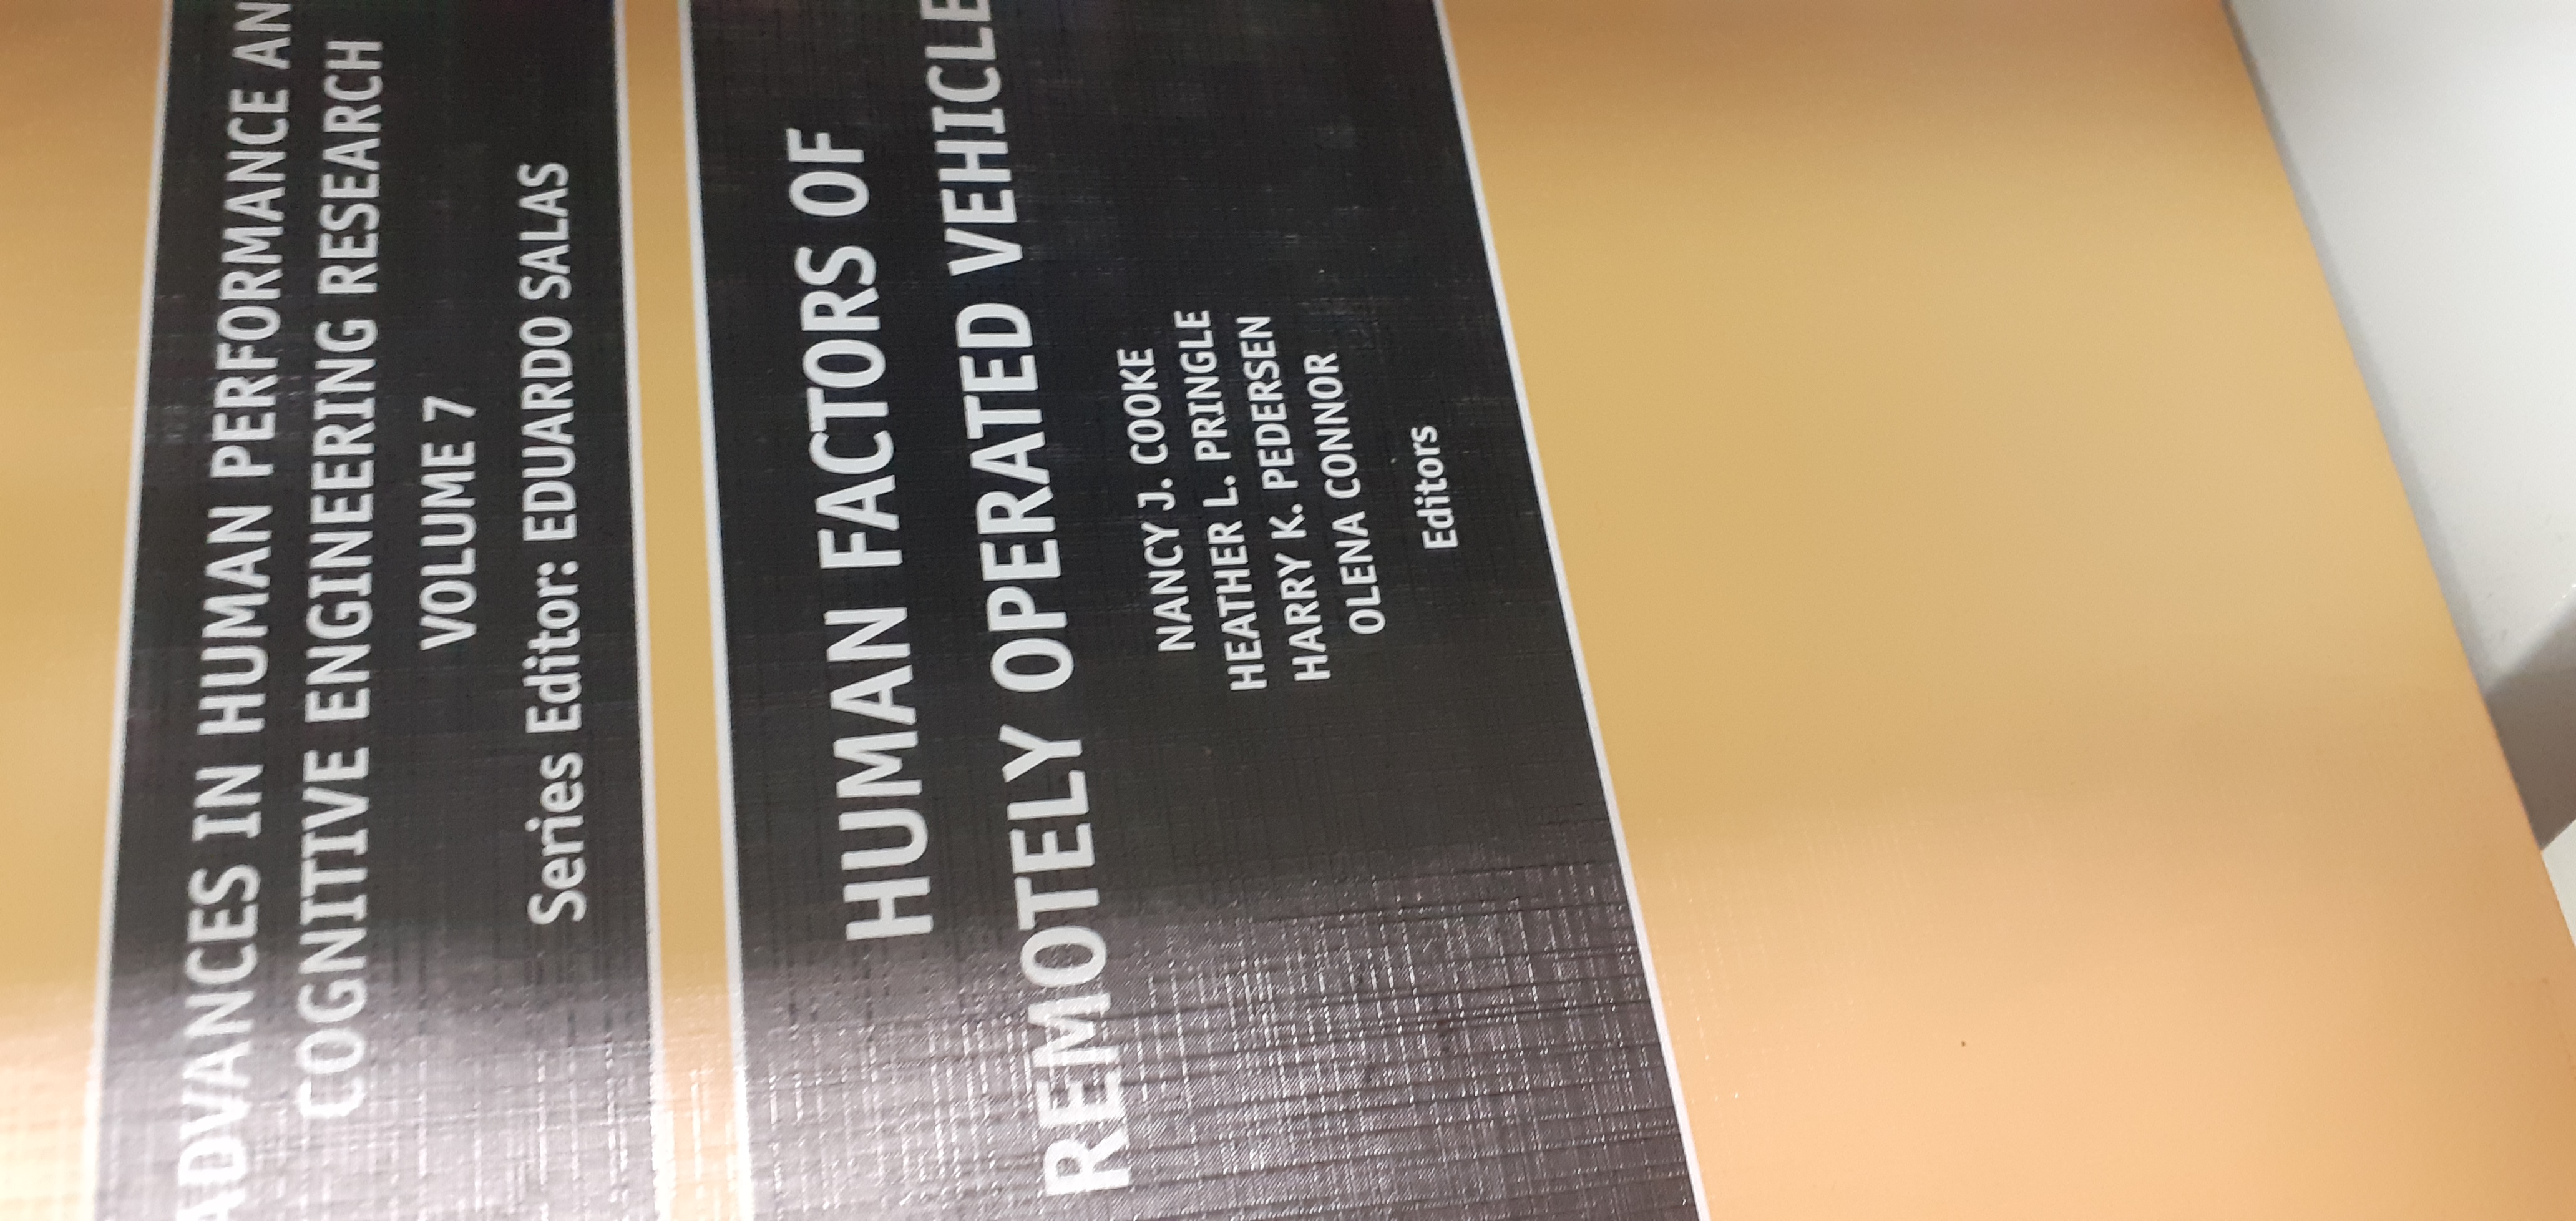 ADVANCES IN HUMAN PERFORMANCE AN
COGNITIVE ENGINEERING RESEARCH
VOLUME 7
Series Editor: EDUARDO SALAS
HUMAN FACTORS OF
REMOTELY OPERATED VEHICLE
NANCY J. COOKE
HEATHER L. PRINGLE
HARRY K. PEDERSEN
OLENA CONNOR
Editors